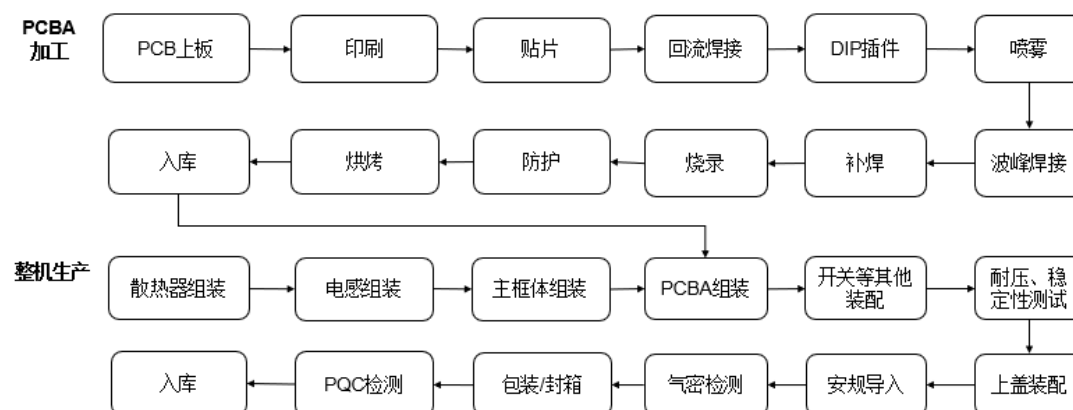 PCBA
加工
PCB上板
印刷
贴片
回流焊接
DIP插件
喷雾
入库
烘烤
防护
烧录
补焊
波峰焊接
整机生产
散热器组装
电感组装
主框体组装
PCBA组装
开关等其他
装配
耐压、稳
定性测试
入库
PQC检测
包装/封箱
气密检测
安规导入
上盖装配